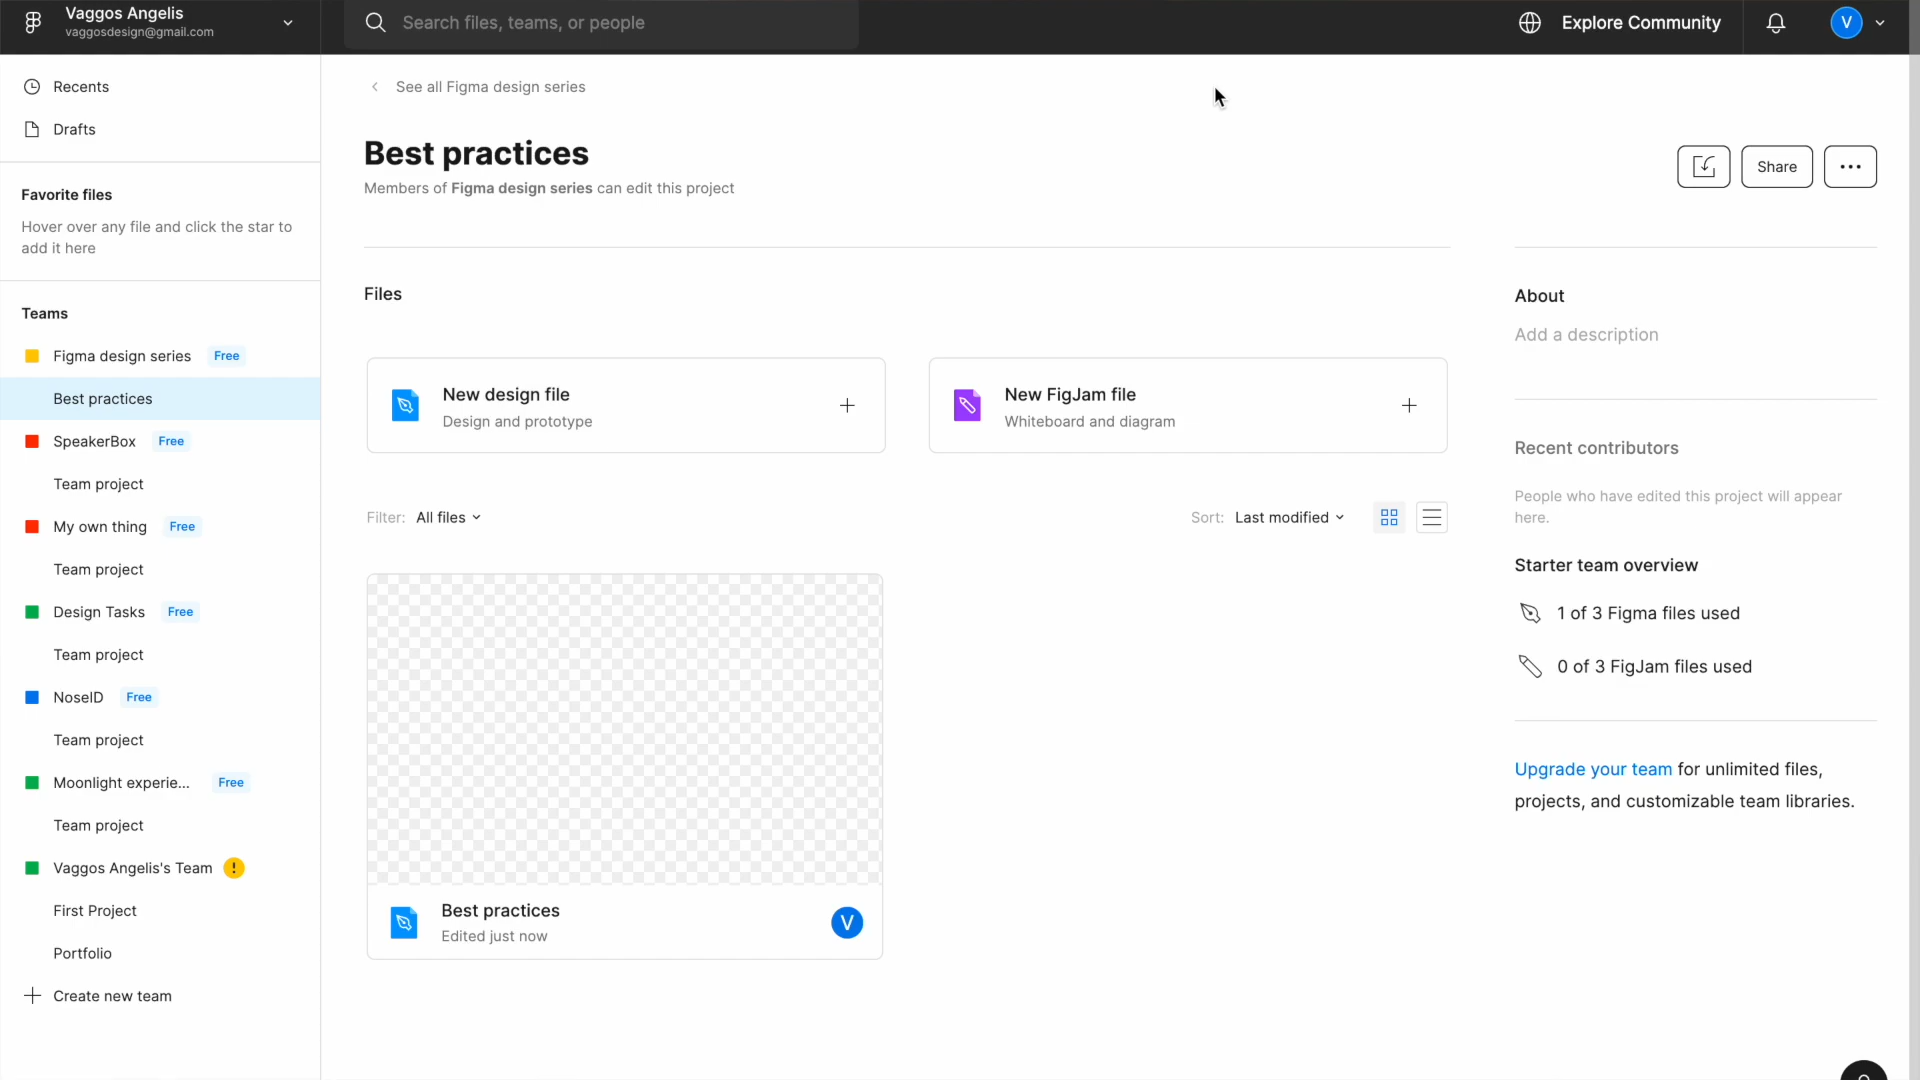 Vaggos Angelis
vaggosdesign@gmail.com
Search files, teams, or people
Explore Community
V
Recents
Drafts
Favorite files
Hover over any file and click the star to
add it here
Teams
Figma design series Free
Best practices
SpeakerBox Free
Team project
My own thing Free
Team project
Design Tasks Free
Team project
NoseID Free
Team project
Moonlight experie... Free
Team project
Vaggos Angelis's Team !
First Project
Portfolio
Create new team
See all Figma design series
Best practices
Members of Figma design series can edit this project
Share
Files
New design file
Design and prototype
New FigJam file
Whiteboard and diagram
Filter: All files
Sort: Last modified
Best practices
Edited just now
V
About
Add a description
Recent contributors
People who have edited this project will appear
here.
Starter team overview
1 of 3 Figma files used
0 of 3 FigJam files used
Upgrade your team for unlimited files,
projects, and customizable team libraries.